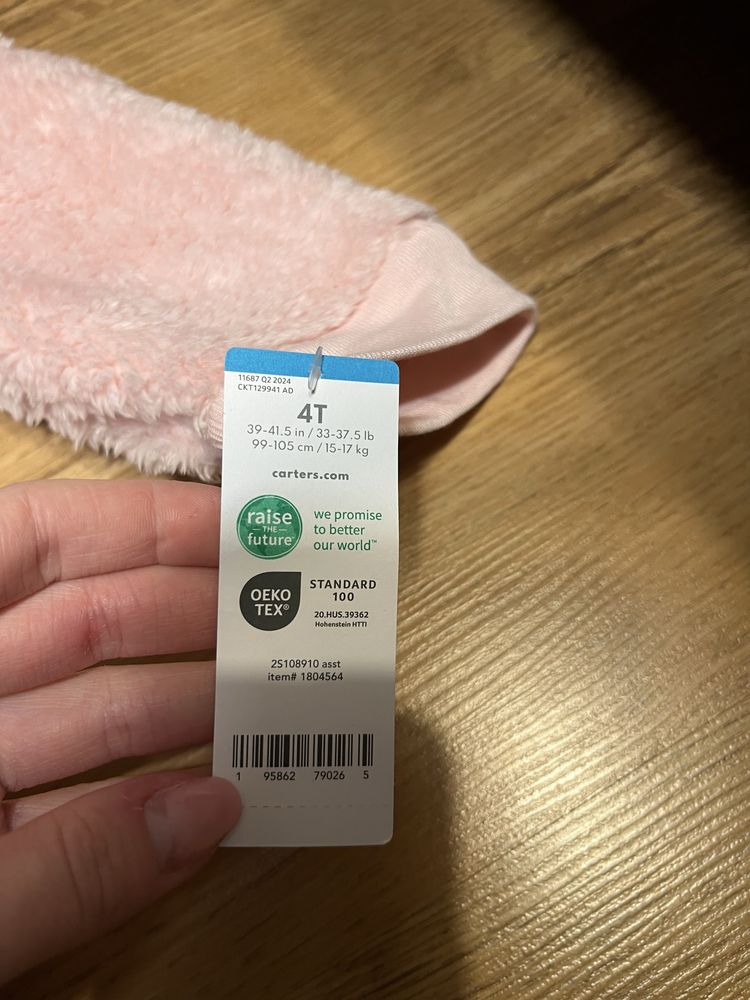 11687 Q2 2024
CKT129941 AD
4T
39-41.5 in / 33-37.5 lb
99-105 cm / 15-17 kg
carters.com
raise
THE
future
we promise
to better
our world™
OEKO
TEX®
STANDARD
100
20.HUS.39362
Hohenstein HTTI
2S108910 asst
item# 1804564
1 95862 79026 5